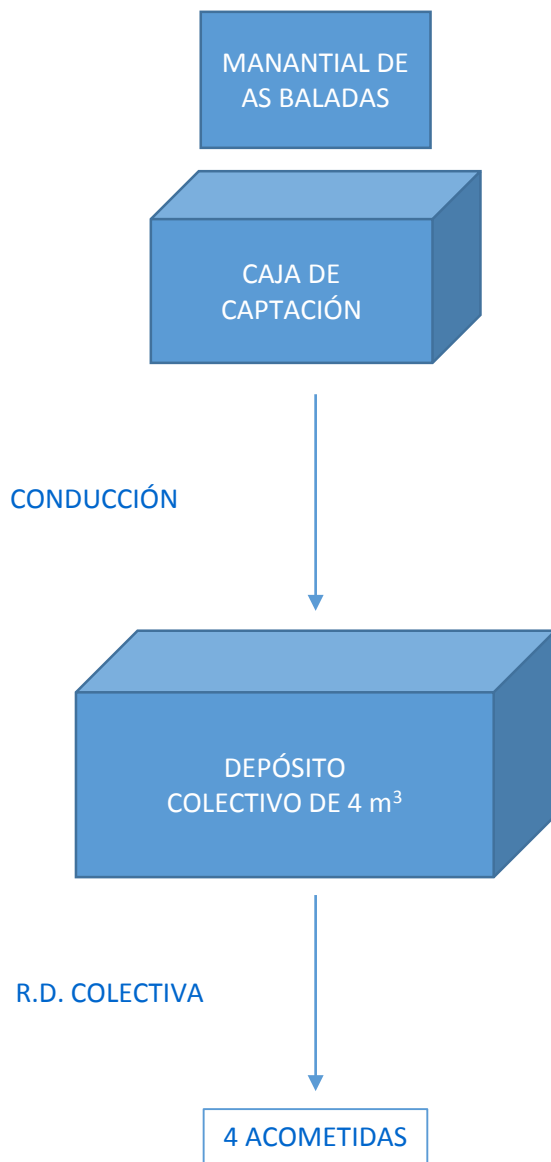 MANANTIAL DE
AS BALADAS
CAJA DE
CAPTACIÓN
CONDUCCIÓN
DEPÓSITO
COLECTIVO DE 4 m³
R.D. COLECTIVA
4 ACOMETIDAS